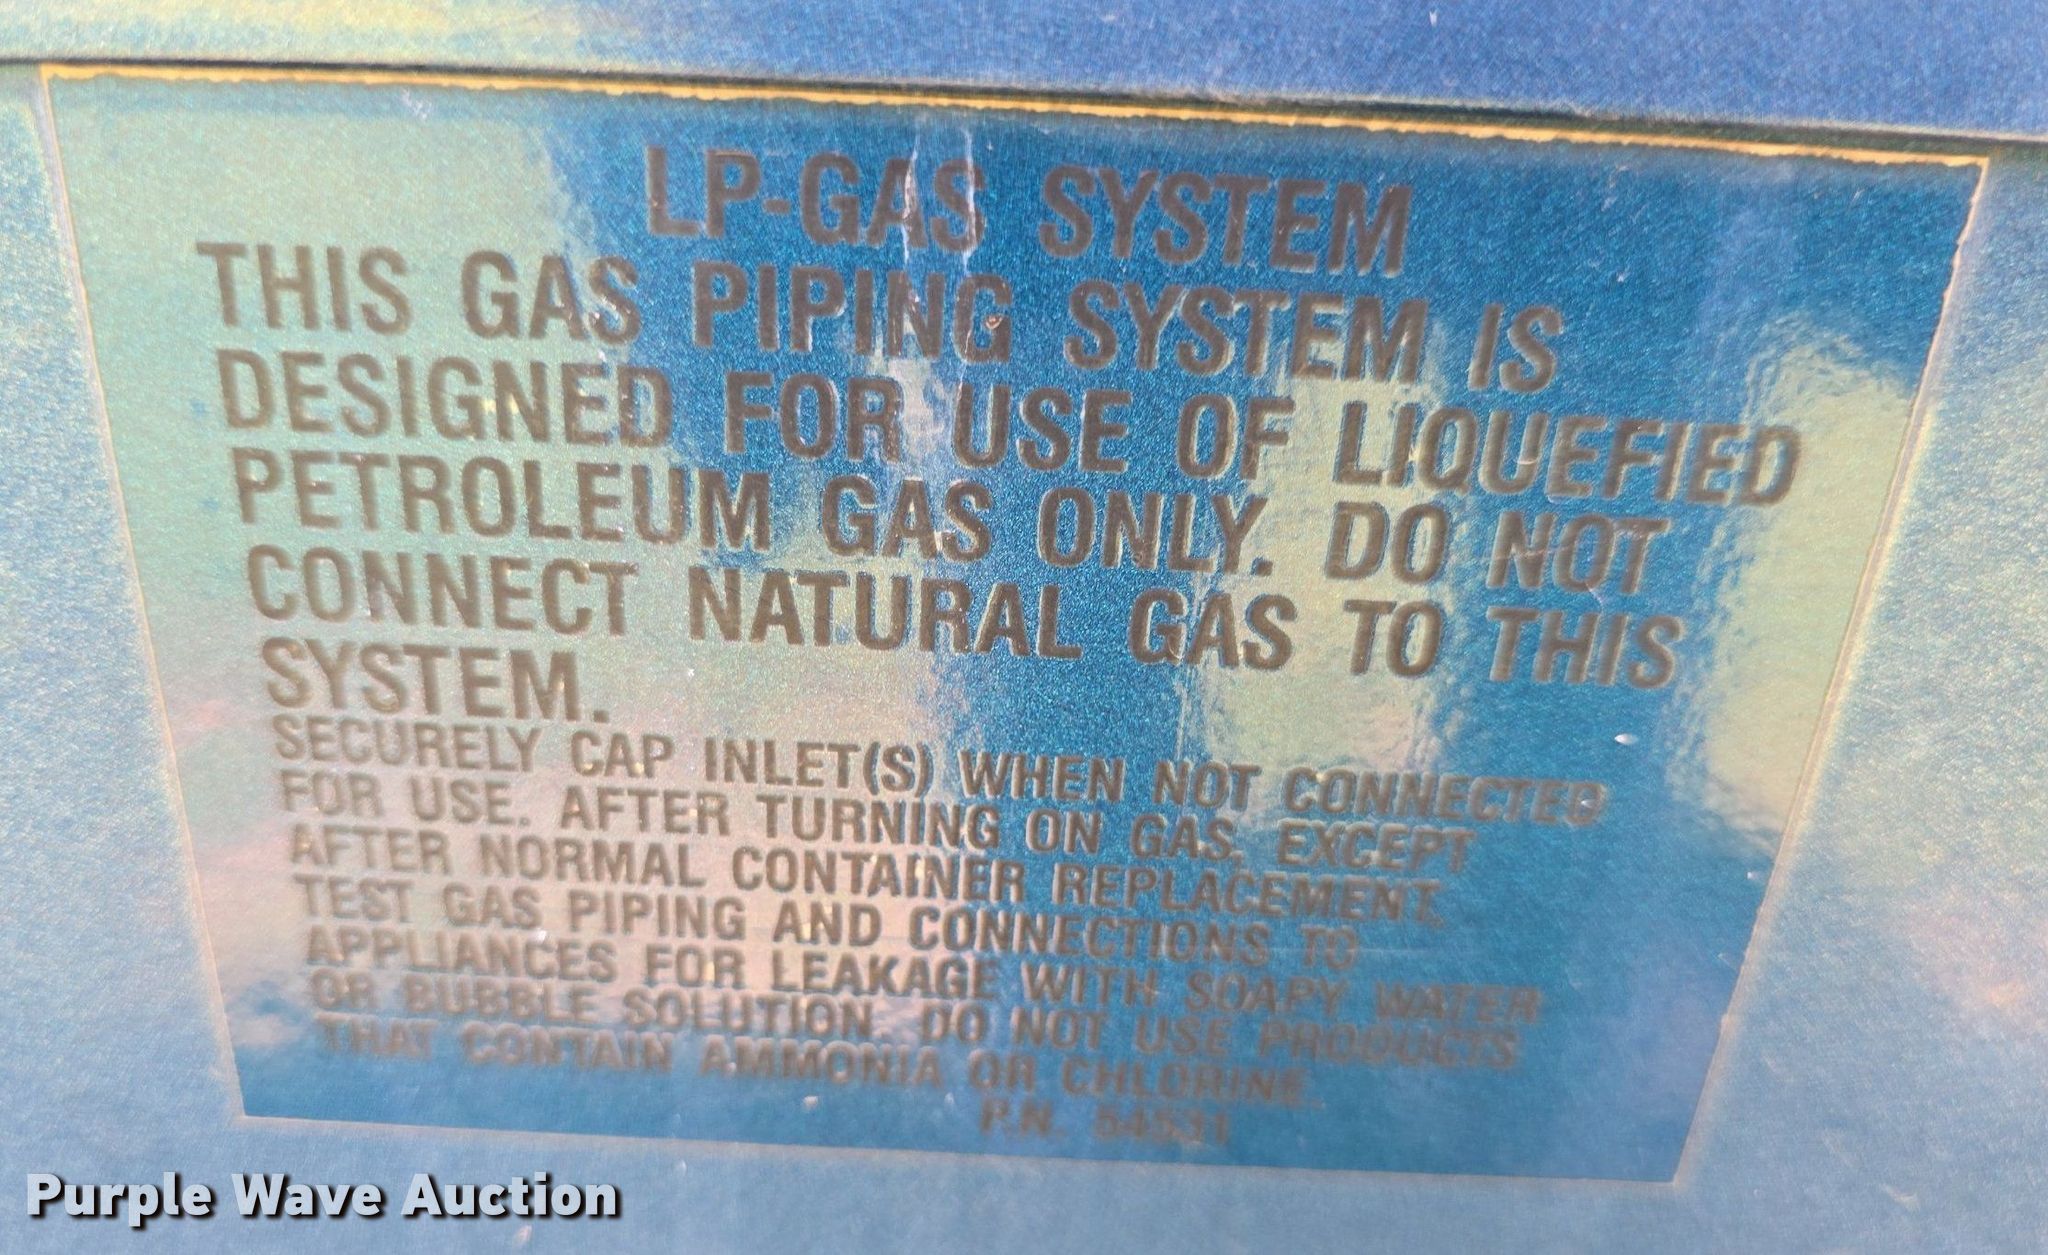 LP-GAS SYSTEM
THIS GAS PIPING SYSTEM IS
DESIGNED FOR USE OF LIQUEFIED
PETROLEUM GAS ONLY. DO NOT
CONNECT NATURAL GAS TO THIS
SYSTEM.
SECURELY CAP INLET(S) WHEN NOT CONNECTED
FOR USE. AFTER TURNING ON GAS, EXCEPT
AFTER NORMAL CONTAINER REPLACEMENT,
TEST GAS PIPING AND CONNECTIONS TO
APPLIANCES FOR LEAKAGE WITH SOAPY WATER
OR BUBBLE SOLUTION. DO NOT USE PRODUCTS
THAT CONTAIN AMMONIA OR CHLORINE.
P.N. 54531
Purple Wave Auction